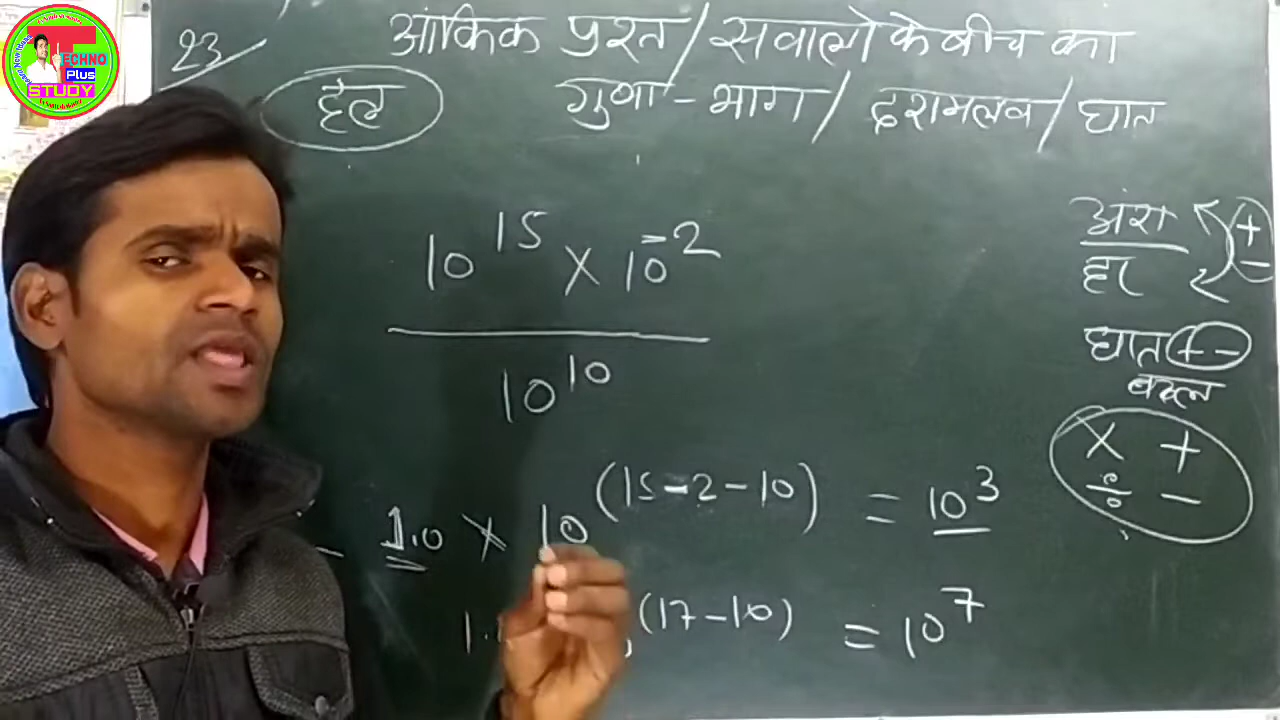 TECHNO
Plus
STUDY
23
आंकिक प्रश्न / सवालो के बीच का
हल गुणा - भाग / दशमलव / घात
10^15 × 10^-2
10^10
अंश + 
हर -
घात + -
बदल
× +
÷ -
= 1.0 × 10^(15-2-10) = 10^3
(17-10) = 10^7